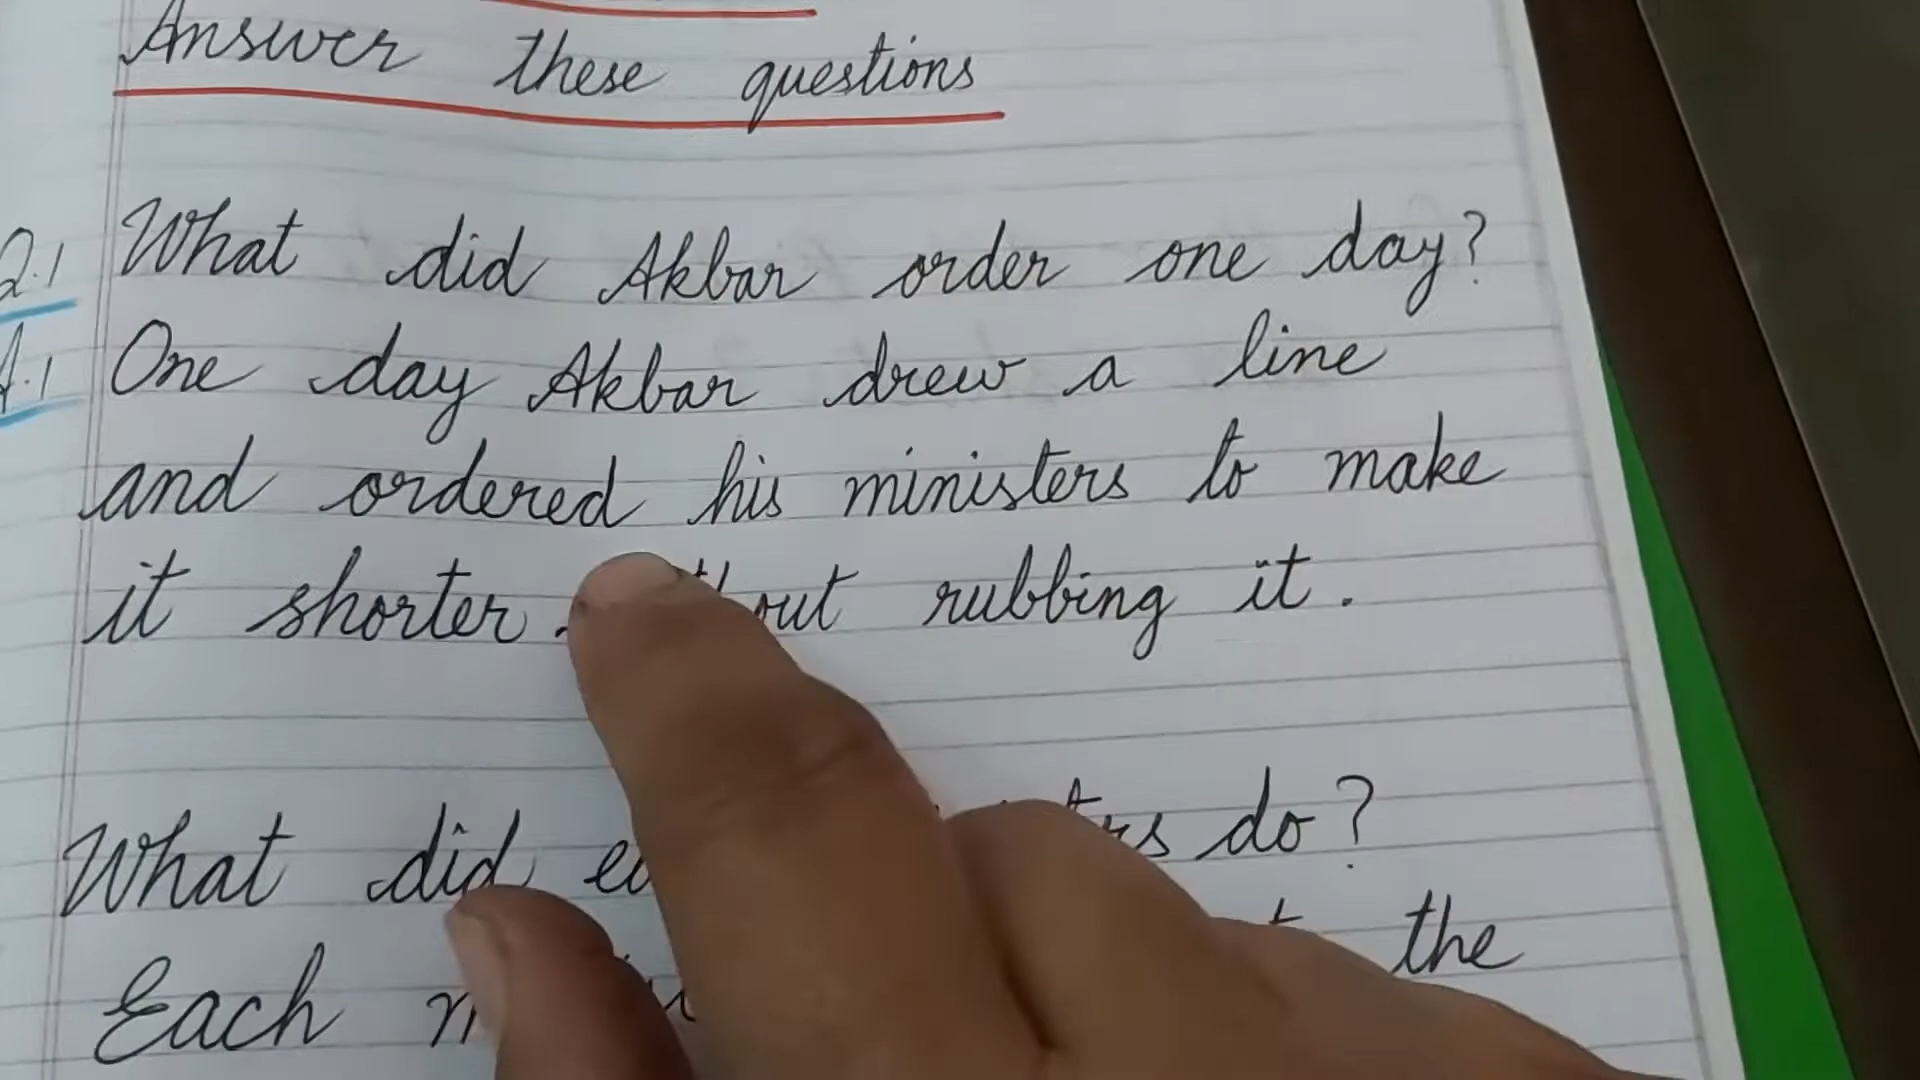 Answer these questions
Q.1 What did Akbar order one day?
A.1 One day Akbar drew a line
and ordered his ministers to make
it shorter rubbing it.
What did do?
Each the